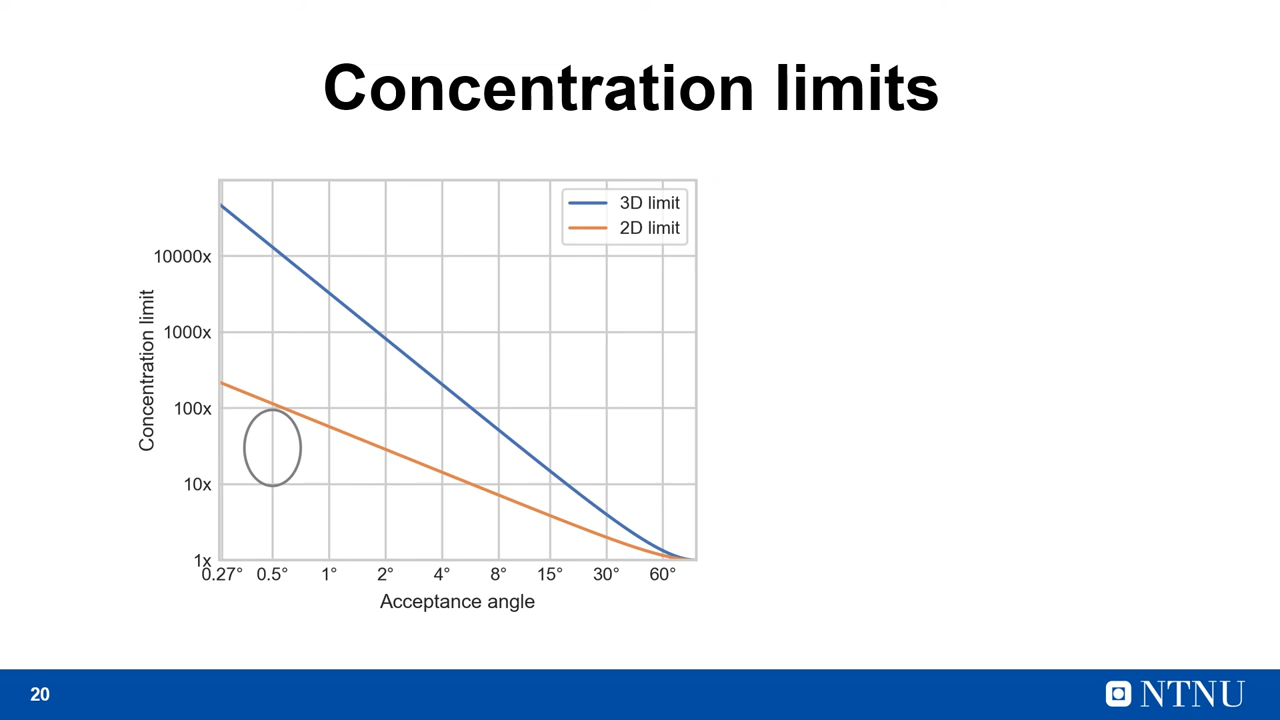 Concentration limits
3D limit
2D limit
10000x
1000x
100x
10x
1x
Concentration limit
0.27° 0.5° 1° 2° 4° 8° 15° 30° 60°
Acceptance angle
20
NTNU